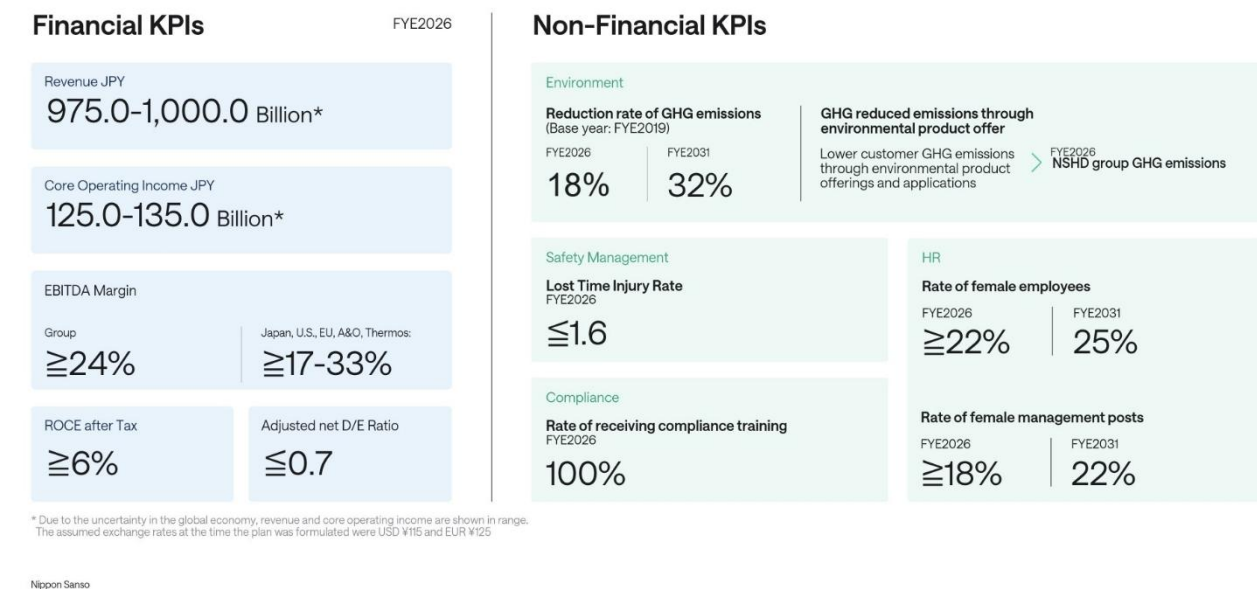 Financial KPIs
FYE2026
Revenue JPY
975.0-1,000.0 Billion*
Core Operating Income JPY
125.0-135.0 Billion*
EBITDA Margin
Group
≧24%
Japan, U.S., EU, A&O, Thermos:
≧17-33%
ROCE after Tax
≧6%
Adjusted net D/E Ratio
≦0.7
* Due to the uncertainty in the global economy, revenue and core operating income are shown in range.
The assumed exchange rates at the time the plan was formulated were USD ¥115 and EUR ¥125
Non-Financial KPIs
Environment
Reduction rate of GHG emissions
(Base year: FYE2019)
FYE2026
18%
FYE2031
32%
GHG reduced emissions through
environmental product offer
Lower customer GHG emissions
through environmental product
offerings and applications
FYE2026
NSHD group GHG emissions
Safety Management
Lost Time Injury Rate
FYE2026
≦1.6
Compliance
Rate of receiving compliance training
FYE2026
100%
HR
Rate of female employees
FYE2026
≧22%
FYE2031
25%
Rate of female management posts
FYE2026
≧18%
FYE2031
22%
Nippon Sanso